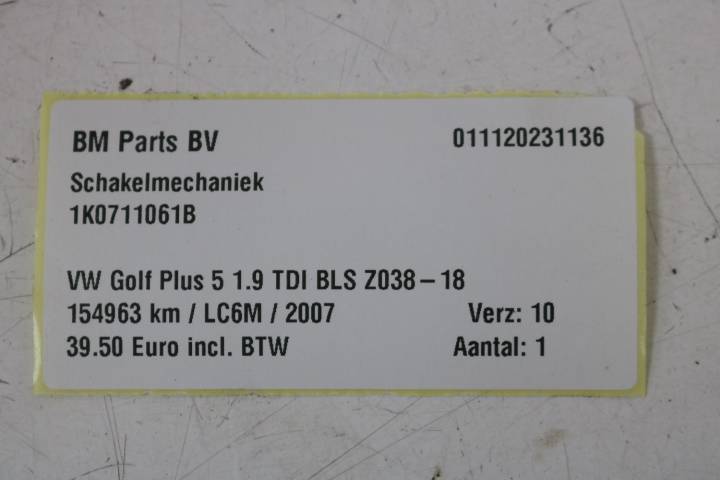 BM Parts BV 011120231136
Schakelmechaniek
1K0711061B
VW Golf Plus 5 1.9 TDI BLS Z038-18
154963 km / LC6M / 2007 Verz: 10
39.50 Euro incl. BTW Aantal: 1